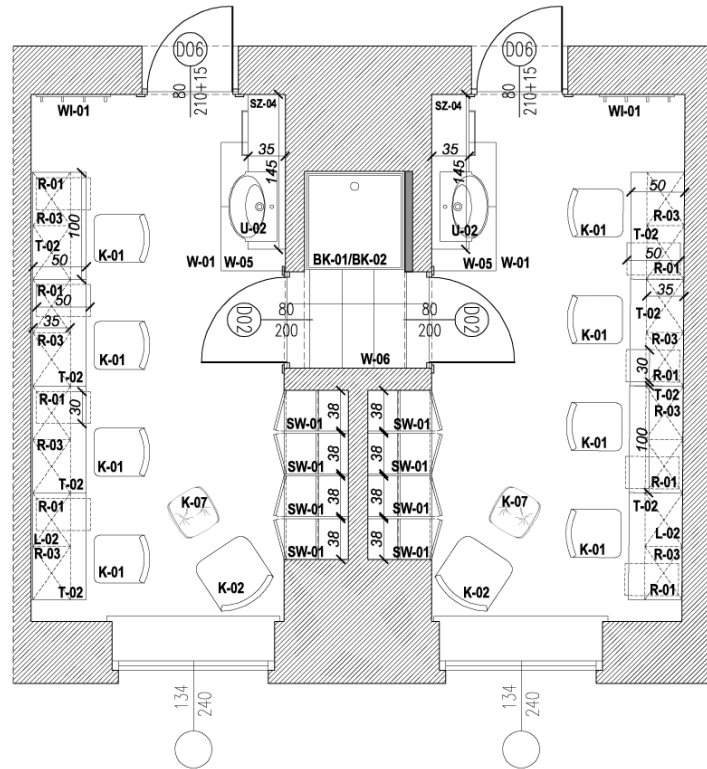 D06
80
210+15
D06
80
210+15
WI-01
SZ-04
SZ-04
WI-01
35
145
35
145
R-01
R-03
T-02
100
50
K-01
U-02
W-01
W-05
BK-01/BK-02
U-02
W-05
W-01
K-01
50
R-03
T-02
50
R-01
R-01
50
35
R-03
T-02
K-01
D02
80
200
80
200
D02
W-06
K-01
35
T-02
R-03
30
R-01
R-01
30
R-03
T-02
K-01
SW-01
38
38
SW-01
SW-01
38
38
SW-01
SW-01
38
38
SW-01
SW-01
38
38
SW-01
K-01
T-02
R-03
100
R-01
R-01
L-02
R-03
T-02
K-01
K-07
K-02
K-07
K-02
K-01
T-02
L-02
R-03
R-01
134
240
134
240